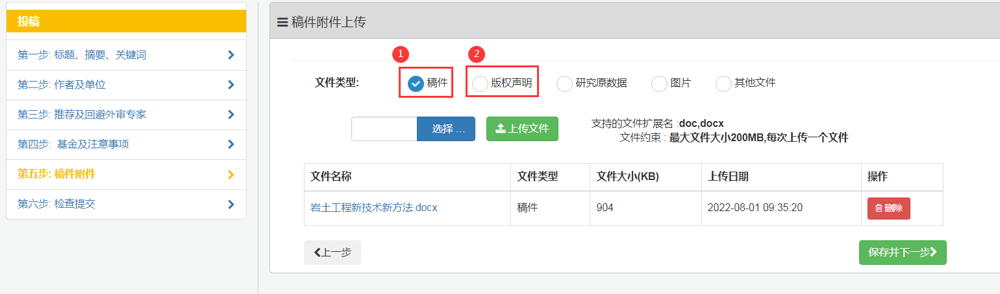 投稿
第一步: 标题、摘要、关键词
第二步: 作者及单位
第三步: 推荐及回避外审专家
第四步: 基金及注意事项
第五步: 稿件附件
第六步: 检查提交
稿件附件上传
1 2
文件类型: 稿件 版权声明 研究原数据 图片 其他文件
选择 ... 上传文件 支持的文件扩展名 :doc,docx
文件约束 : 最大文件大小200MB,每次上传一个文件
文件名称 文件类型 文件大小(KB) 上传日期 操作
岩土工程新技术新方法.docx 稿件 904 2022-08-01 09:35:20 删除
上一步 保存并下一步